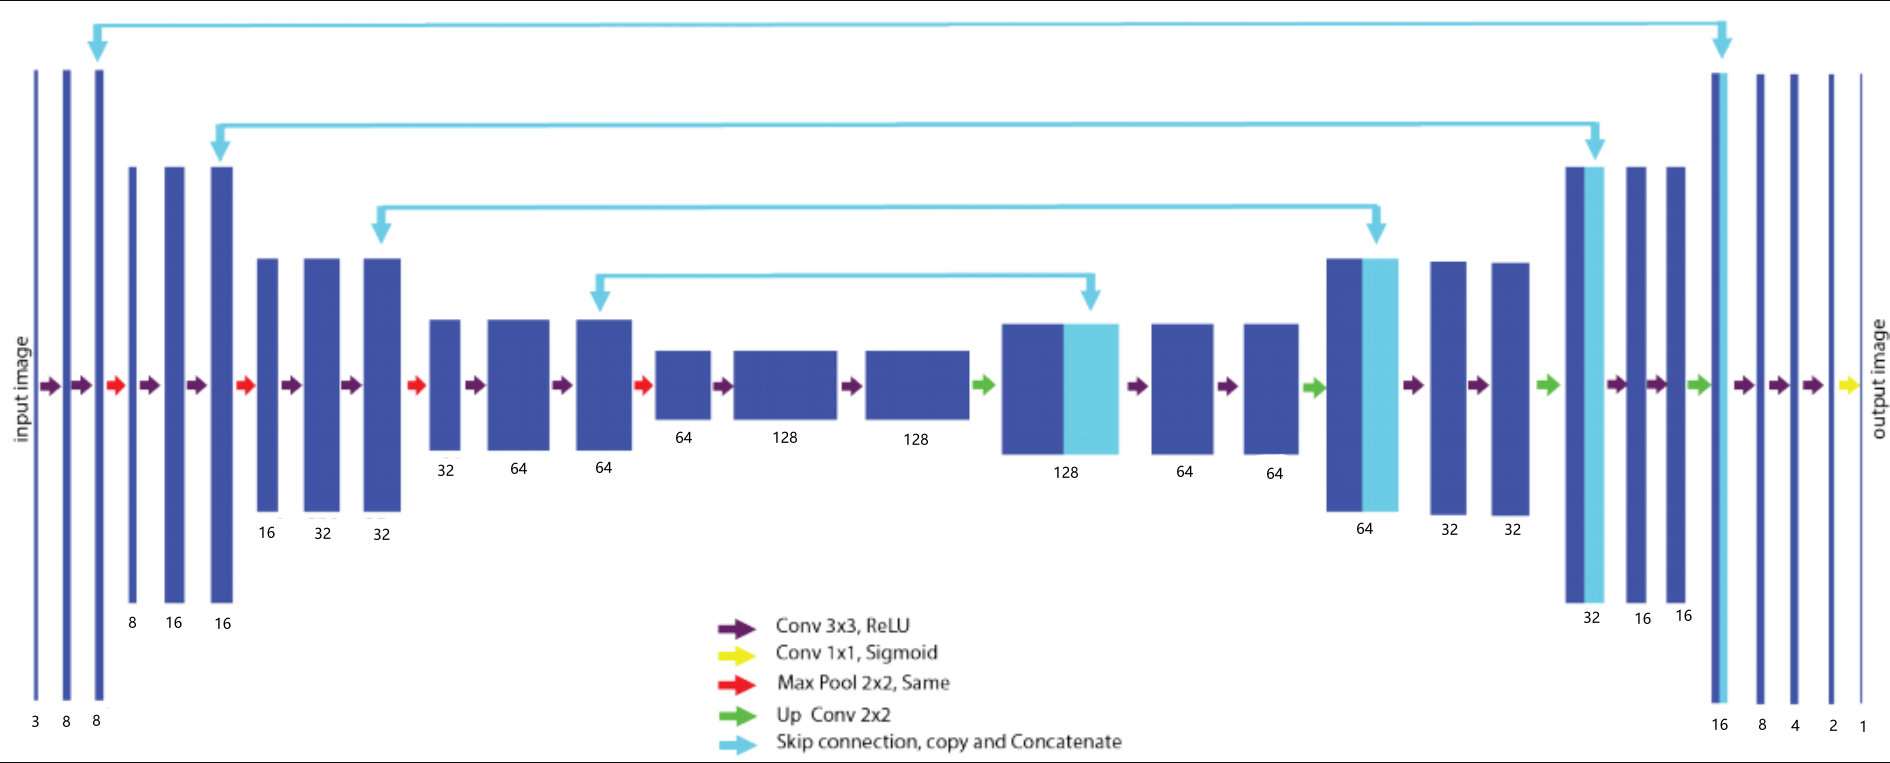 input image
3 8 8
8 16 16
16 32 32
32 64 64
64 128 128
128 64 64
64 32 32
32 16 16
16 8 4 2 1
output image
Conv 3x3, ReLU
Conv 1x1, Sigmoid
Max Pool 2x2, Same
Up Conv 2x2
Skip connection, copy and Concatenate